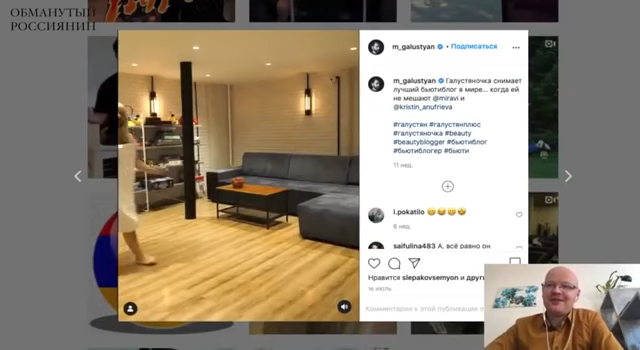 ОБМАНУТЫЙ
РОССИЯНИН
m_galustyan • Подписаться
m_galustyan Галустяночка снимает
лучший бьютиблог в мире... когда ей
не мешают @miravi и
@kristin_anufrieva
#галустян #галустянплюс
#галустяночка #beauty
#beautyblogger #бьютиблог
#бьютиблогер #бьюти
11 нед.
l.pokatilo
6 нед.
saifulina483 А, всё равно он
Нравится slepakovsemyon и други
16 июль
Комментарии к этой публикации